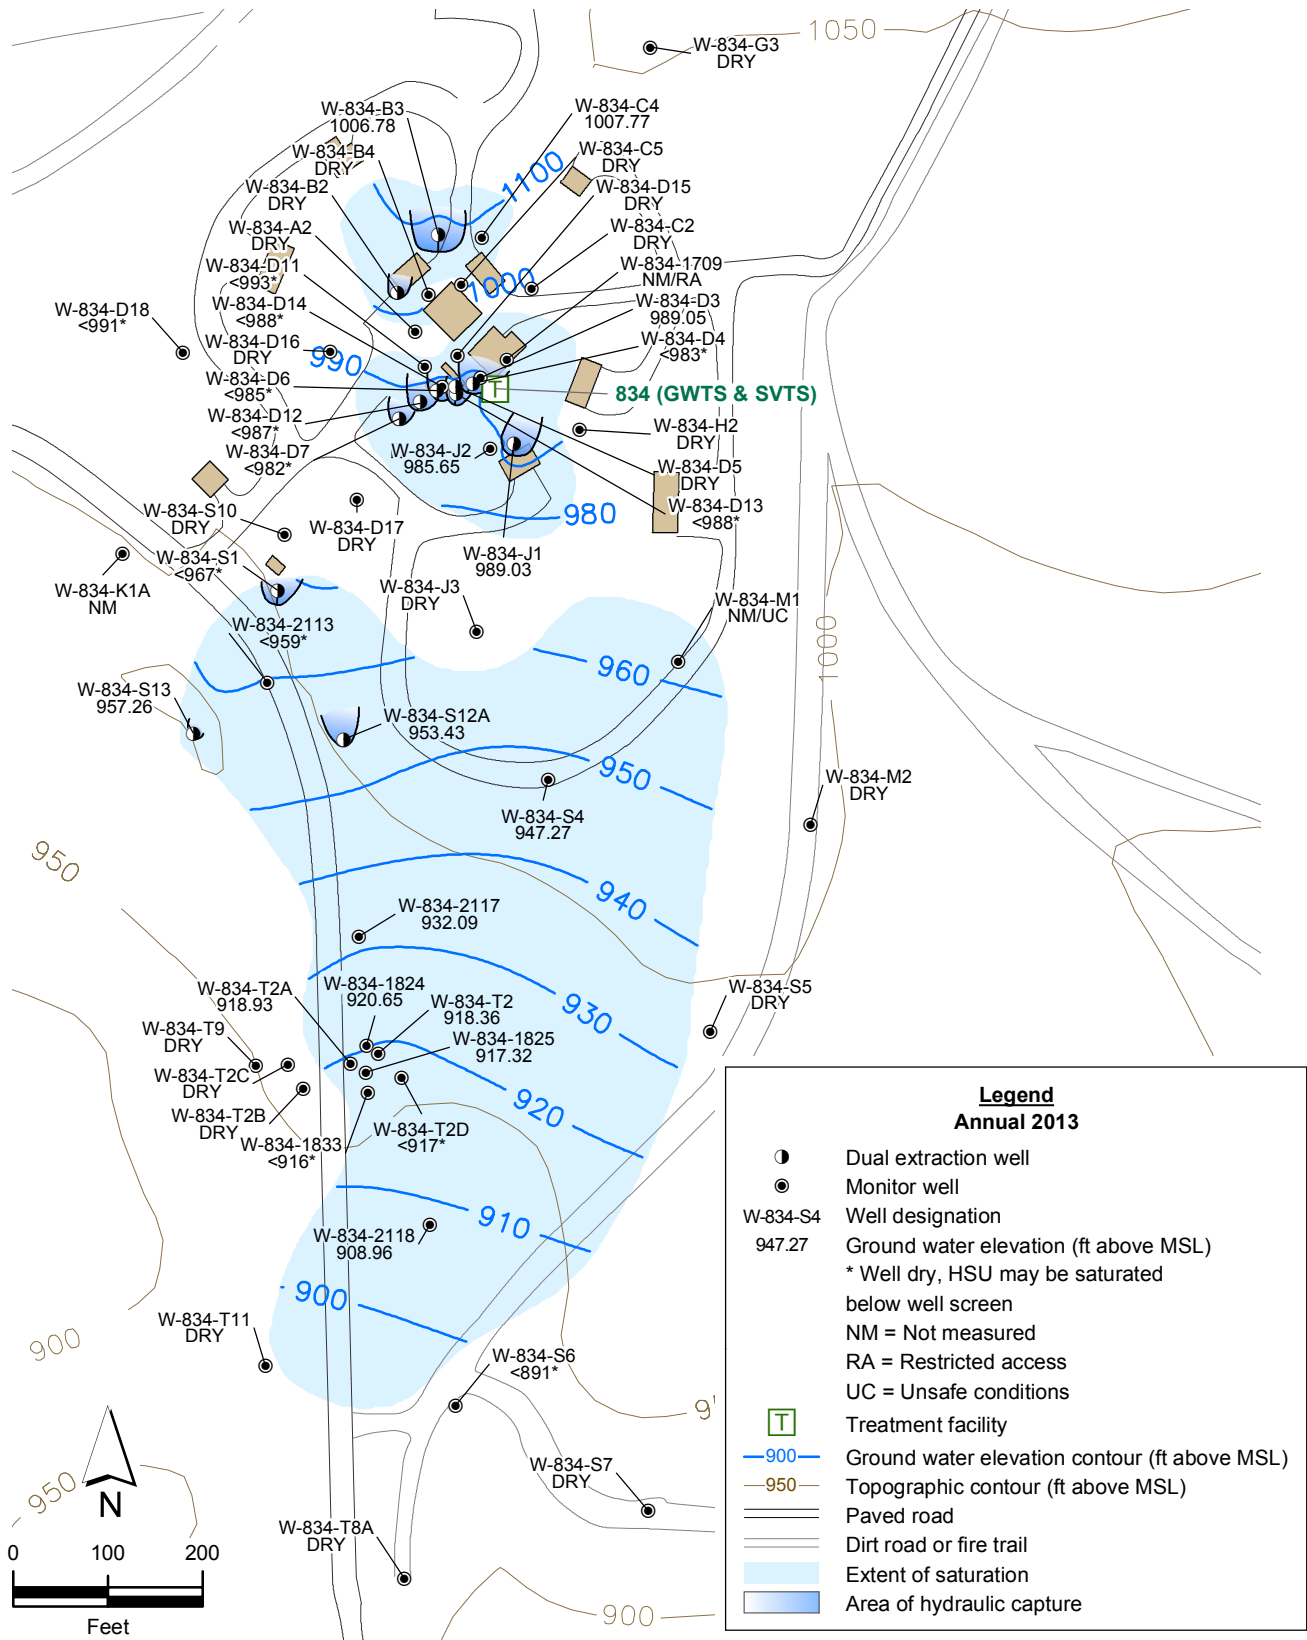 1050
W-834-G3
DRY
W-834-B3
1006.78
W-834-C4
1007.77
W-834-B4
DRY
W-834-C5
DRY
1100
W-834-B2
DRY
W-834-D15
DRY
W-834-A2
DRY
W-834-C2
DRY
W-834-D11
<993*
W-834-1709
NM/RA
1000
W-834-D18
<991*
W-834-D14
<988*
W-834-D3
989.05
W-834-D16
DRY
990
W-834-D4
<983*
W-834-D6
<985*
T
834 (GWTS & SVTS)
W-834-D12
<987*
W-834-H2
DRY
W-834-D7
<982*
W-834-J2
985.65
W-834-D5
DRY
W-834-S10
DRY
W-834-D17
DRY
980
W-834-D13
<988*
W-834-S1
<967*
W-834-J1
989.03
W-834-K1A
NM
W-834-J3
DRY
W-834-M1
NM/UC
W-834-2113
<959*
1000
960
W-834-S13
957.26
W-834-S12A
953.43
950
W-834-M2
DRY
W-834-S4
947.27
950
940
W-834-2117
932.09
W-834-T2A
918.93
W-834-1824
920.65
W-834-T2
918.36
930
W-834-S5
DRY
W-834-T9
DRY
W-834-1825
917.32
W-834-T2C
DRY
920
W-834-T2B
DRY
W-834-T2D
<917*
W-834-1833
<916*
910
W-834-2118
908.96
900
W-834-T11
DRY
900
W-834-S6
<891*
9
950
N
W-834-S7
DRY
W-834-T8A
DRY
0 100 200
Feet
900
Legend
Annual 2013
Dual extraction well
Monitor well
W-834-S4 Well designation
947.27 Ground water elevation (ft above MSL)
* Well dry, HSU may be saturated
below well screen
NM = Not measured
RA = Restricted access
UC = Unsafe conditions
T Treatment facility
900 Ground water elevation contour (ft above MSL)
950 Topographic contour (ft above MSL)
Paved road
Dirt road or fire trail
Extent of saturation
Area of hydraulic capture